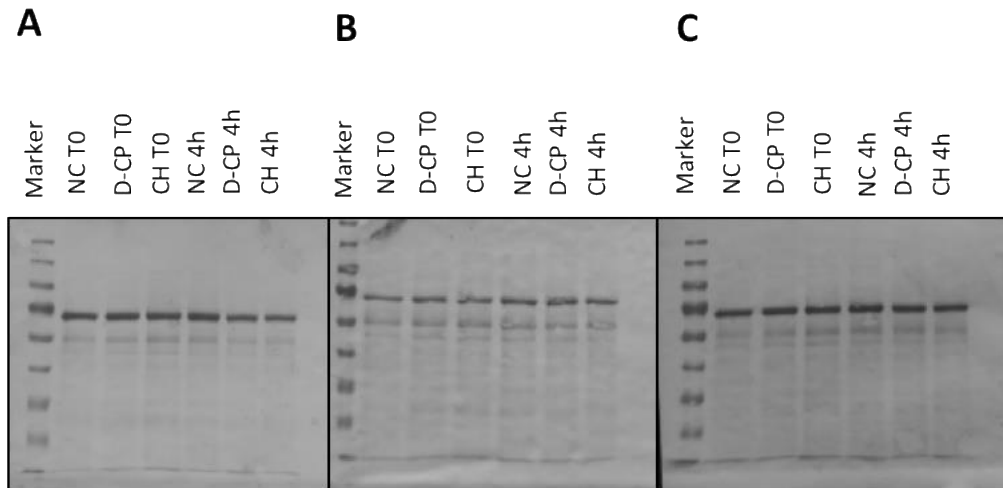 A
B
C
Marker
NC T0
D-CP T0
CH T0
NC 4h
D-CP 4h
CH 4h
Marker
NC T0
D-CP T0
CH T0
NC 4h
D-CP 4h
CH 4h
Marker
NC T0
D-CP T0
CH T0
NC 4h
D-CP 4h
CH 4h